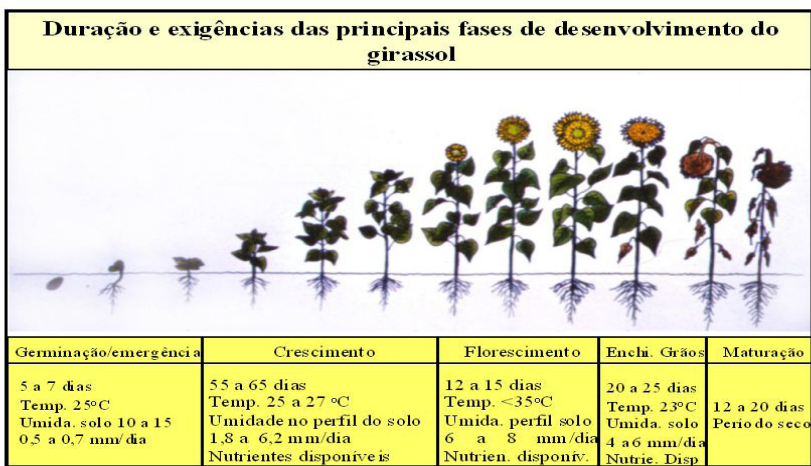 Duração e exigências das principais fases de desenvolvimento do
girassol
Germinação/emergência
5 a 7 dias
Temp. 25ºC
Umida. solo 10 a 15
0,5 a 0,7 mm/dia
Crescimento
55 a 65 dias
Temp. 25 a 27 ºC
Umidade no perfil do solo
1,8 a 6,2 mm/dia
Nutrientes disponíveis
Florescimento
12 a 15 dias
Temp. <35ºC
Umida. perfil solo
6 a 8 mm/dia
Nutrien. disponív.
Enchi. Grãos
20 a 25 dias
Temp. 23ºC
Umida. solo
4 a 6 mm/dia
Nutrie. Disp
Maturação
12 a 20 dias
Período seco